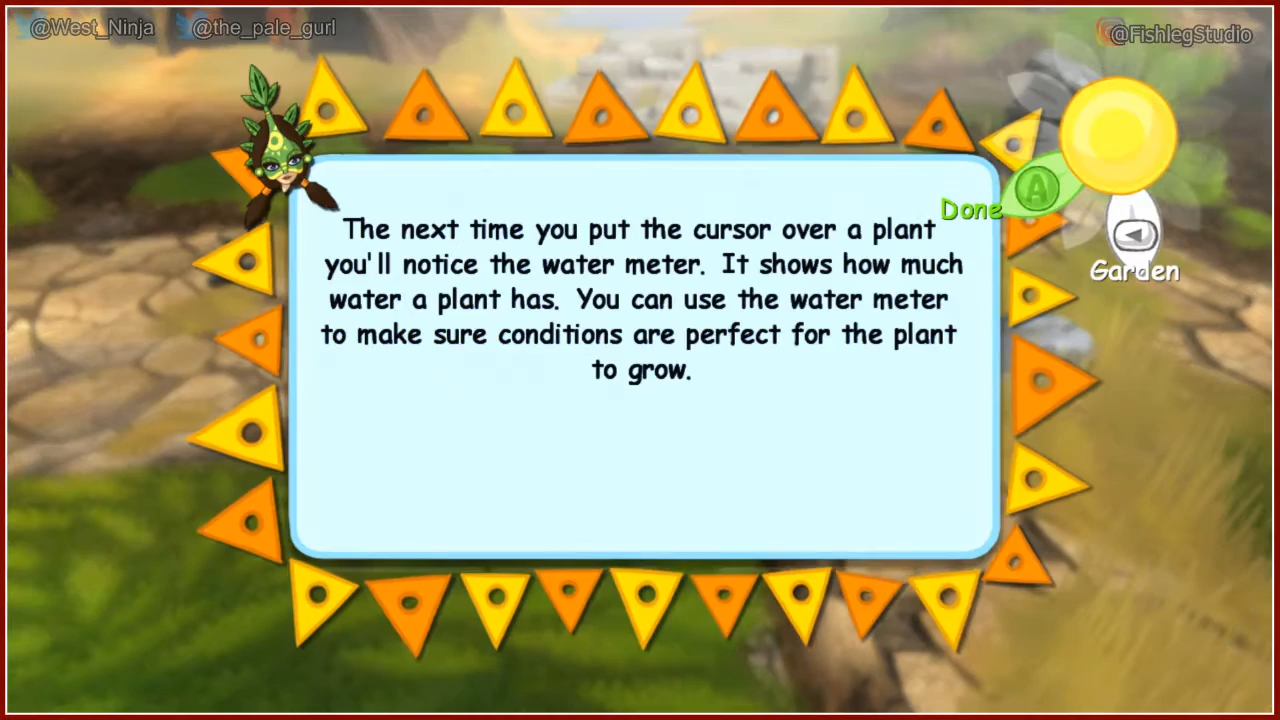 @West_Ninja @the_pale_gurl @FishlegStudio
A
Done
The next time you put the cursor over a plant
you'll notice the water meter. It shows how much
water a plant has. You can use the water meter
to make sure conditions are perfect for the plant
to grow.
Garden